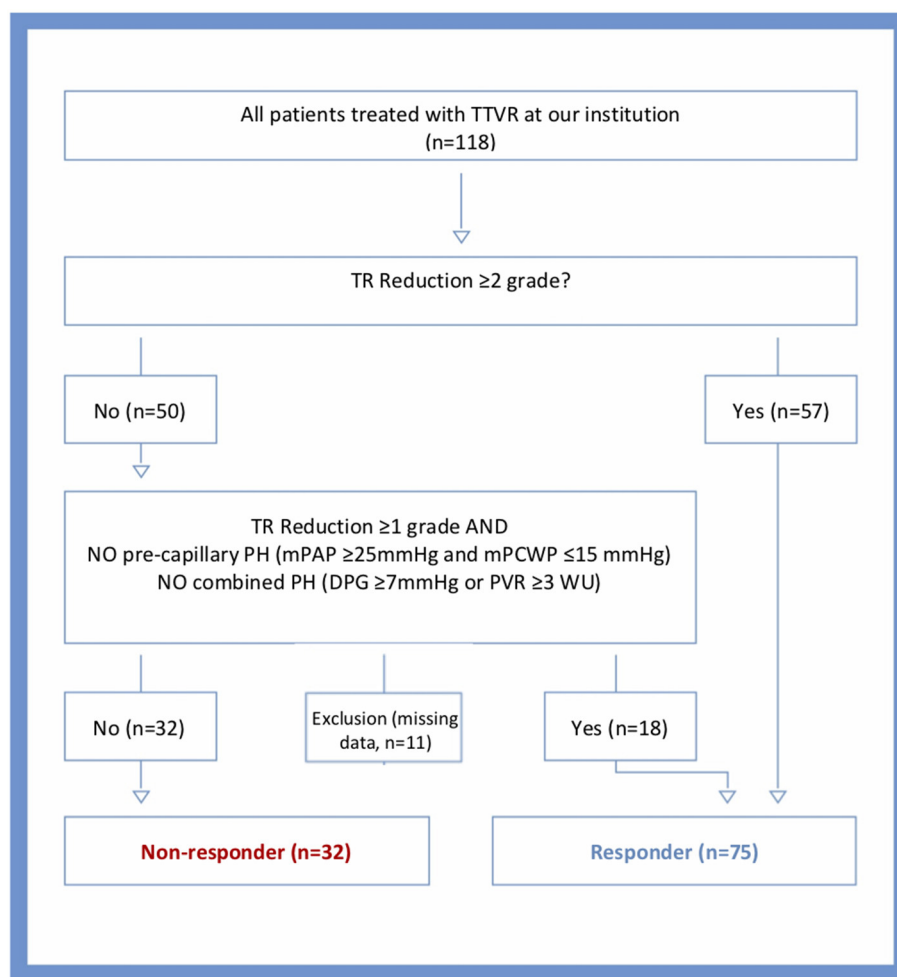 All patients treated with TTVR at our institution
(n=118)
TR Reduction ≥2 grade?
No (n=50)
Yes (n=57)
TR Reduction ≥1 grade AND
NO pre-capillary PH (mPAP ≥25mmHg and mPCWP ≤15 mmHg)
NO combined PH (DPG ≥7mmHg or PVR ≥3 WU)
No (n=32)
Exclusion (missing
data, n=11)
Yes (n=18)
Non-responder (n=32)
Responder (n=75)